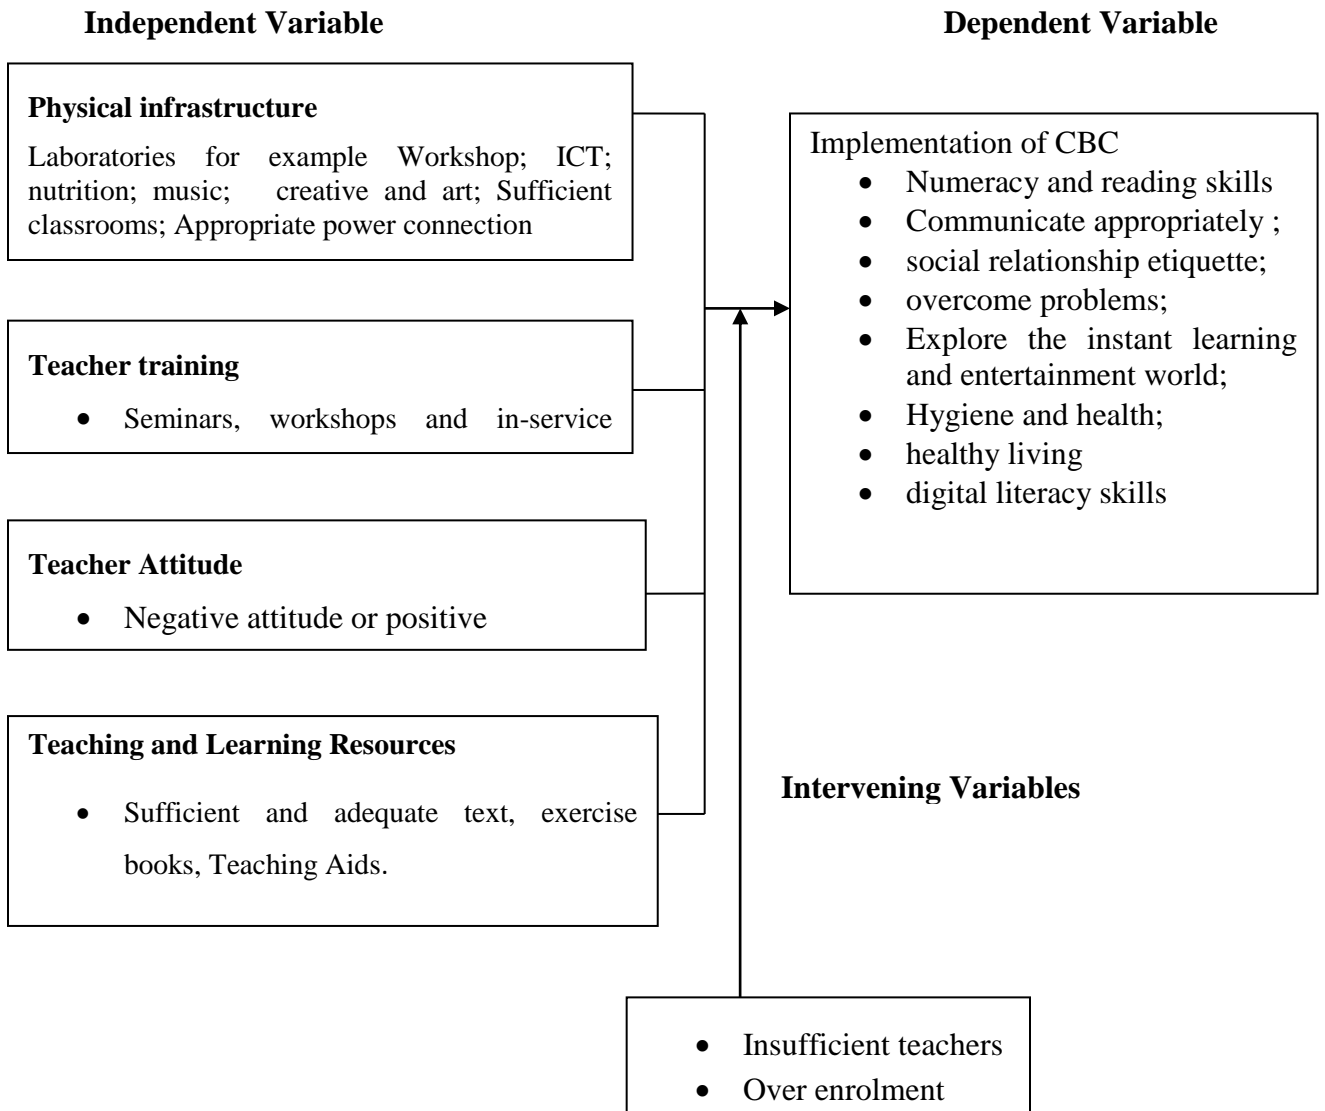 Independent Variable
Physical infrastructure
Laboratories for example Workshop; ICT;
nutrition; music; creative and art; Sufficient
classrooms; Appropriate power connection
Teacher training
• Seminars, workshops and in-service
Teacher Attitude
• Negative attitude or positive
Teaching and Learning Resources
• Sufficient and adequate text, exercise
books, Teaching Aids.
Dependent Variable
Implementation of CBC
• Numeracy and reading skills
• Communicate appropriately ;
• social relationship etiquette;
• overcome problems;
• Explore the instant learning
and entertainment world;
• Hygiene and health;
• healthy living
• digital literacy skills
Intervening Variables
• Insufficient teachers
• Over enrolment